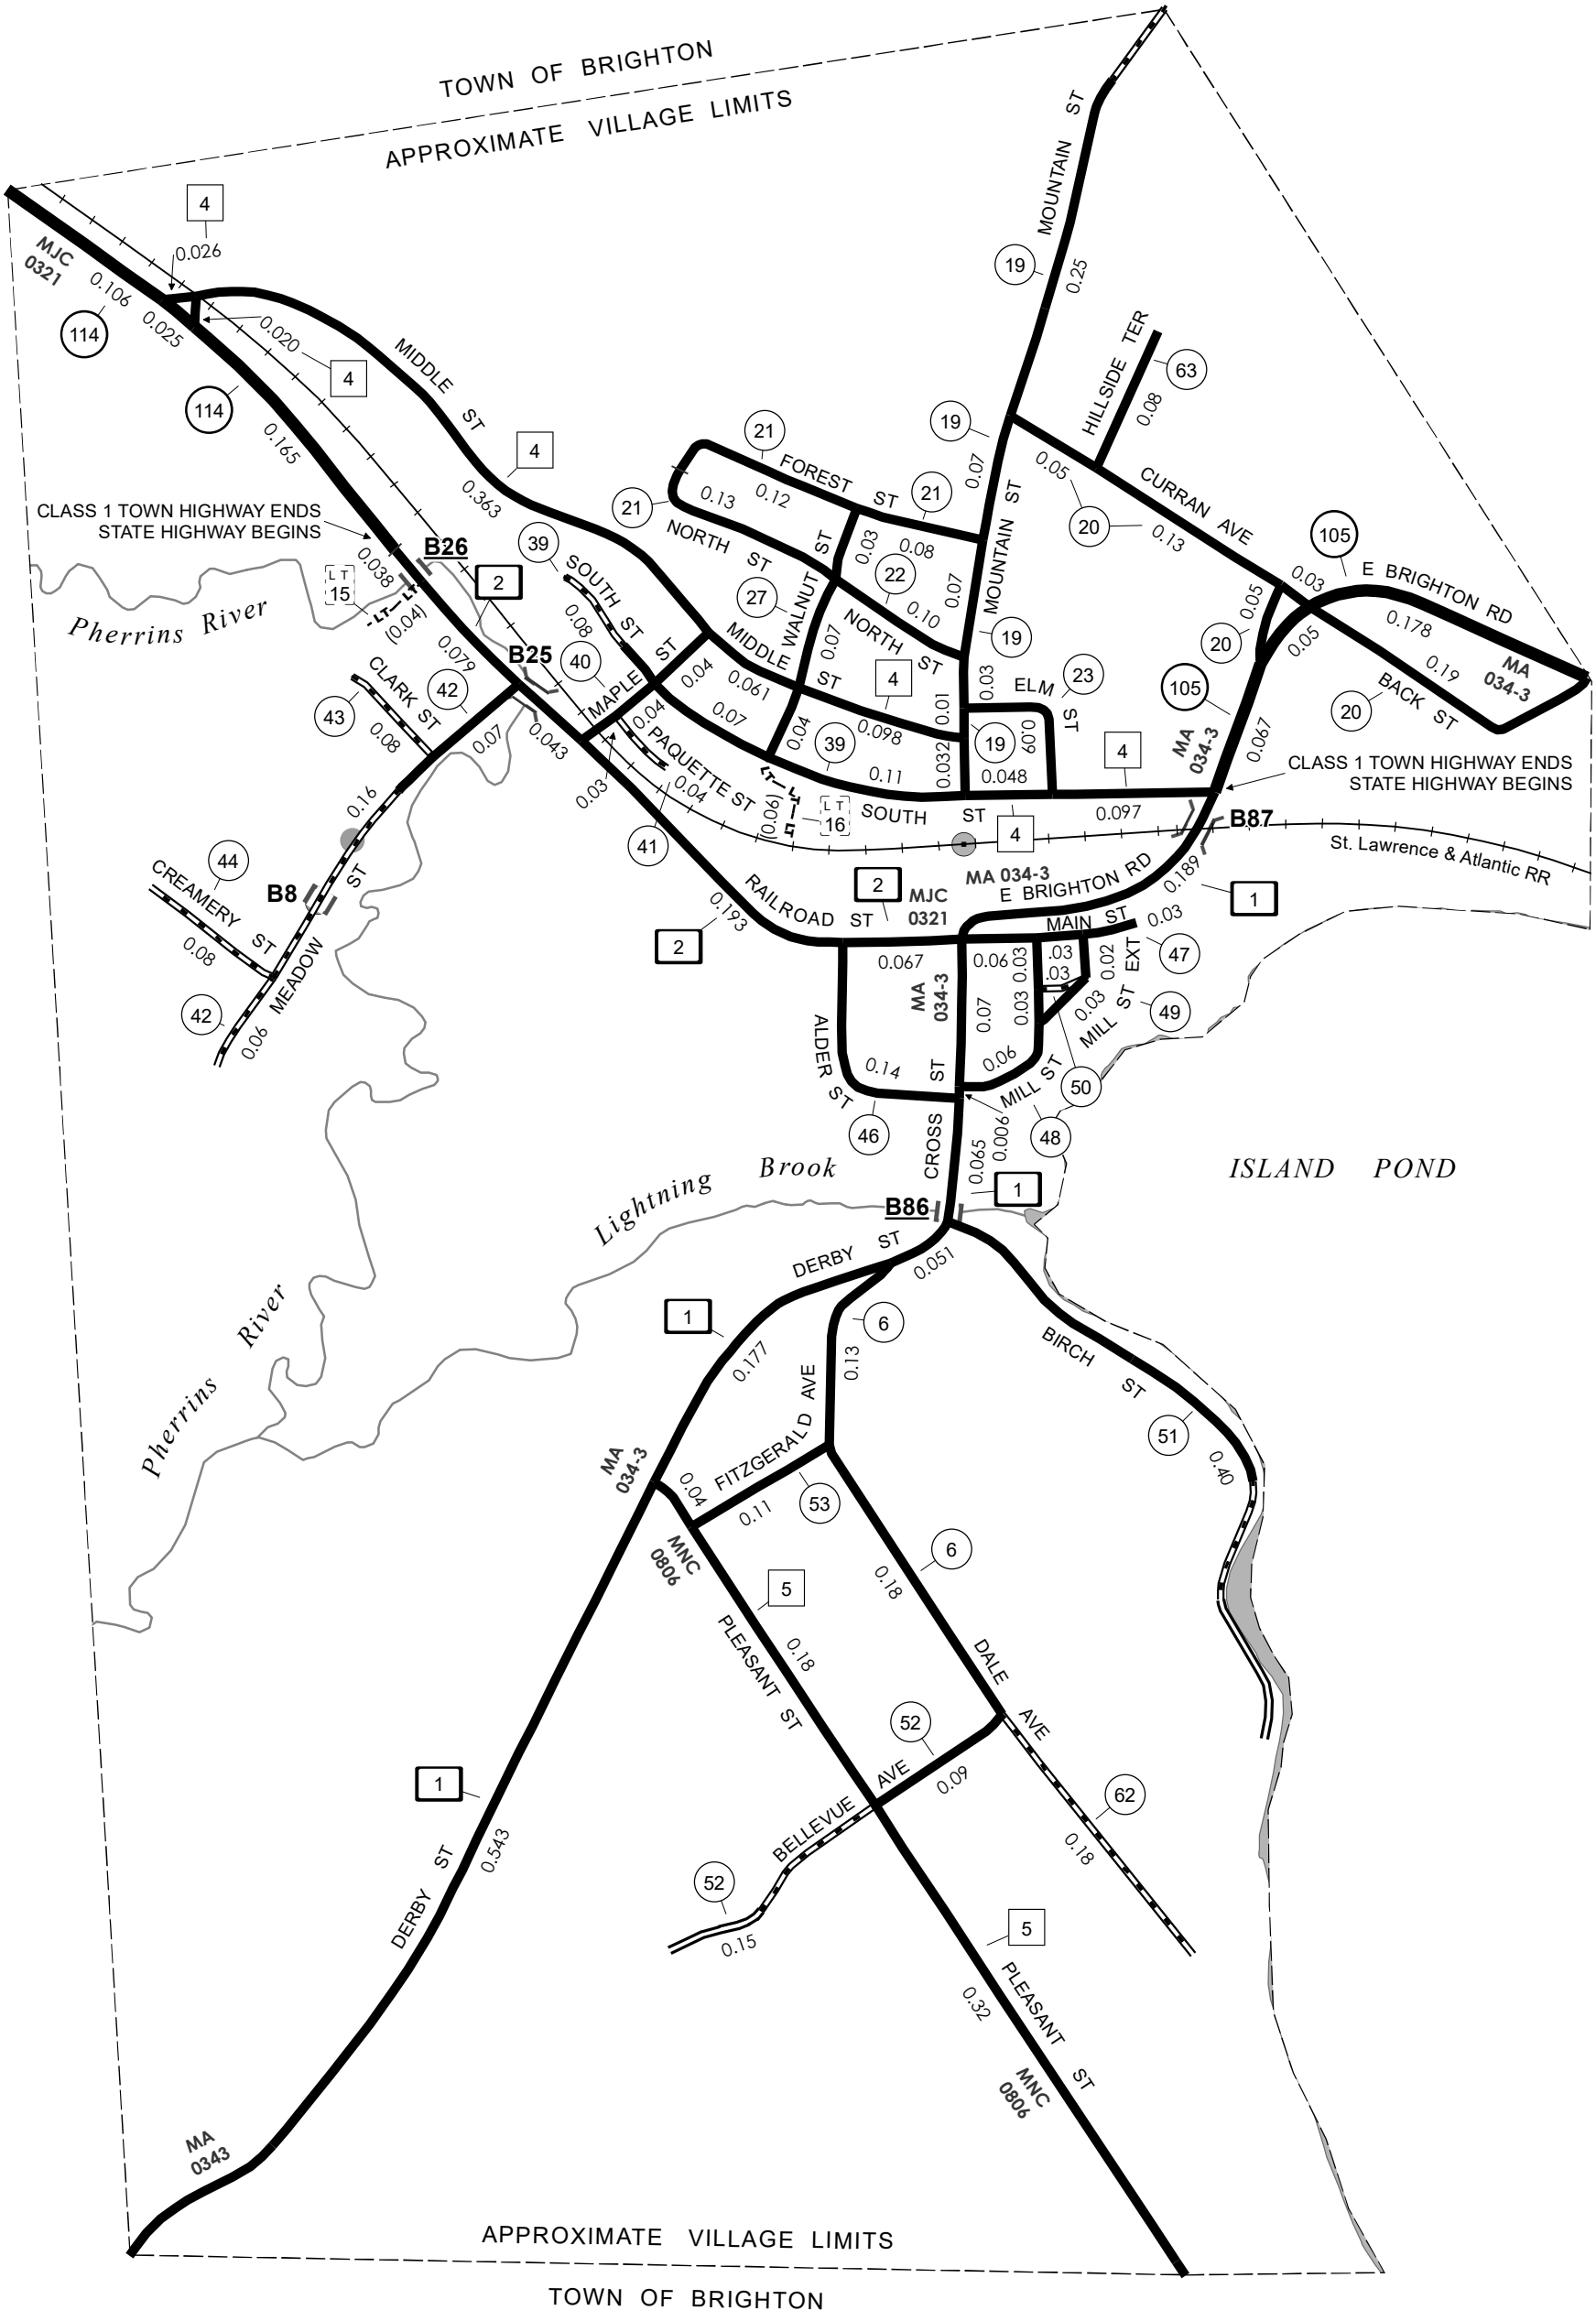 TOWN OF BRIGHTON
APPROXIMATE VILLAGE LIMITS
MOUNTAIN ST
4
0.026
MJC
0321
0.106
114
0.025
0.020
4
114
0.165
MIDDLE ST
4
0.363
19
0.25
HILLSIDE TER
63
0.08
19
0.07
0.05
20
CURRAN AVE
0.13
105
E BRIGHTON RD
0.03
0.178
0.05
20
0.05
0.19
MA
034-3
BACK ST
20
21
FOREST ST
0.12
21
0.13
21
NORTH ST
0.03
0.08
22
MOUNTAIN ST
0.07
0.10
27
WALNUT ST
NORTH ST
19
CLASS 1 TOWN HIGHWAY ENDS
STATE HIGHWAY BEGINS
0.038
B26
L T
15
LT LT
(0.04)
2
39
SOUTH ST
0.08
Pherrins River
0.079
B25
40
MAPLE ST
0.04
MIDDLE ST
0.061
0.07
4
0.03
ELM ST
23
0.01
105
CLARK ST
42
43
0.08
0.07
0.043
0.04
0.07
0.04
0.098
39
0.032
19
0.09
0.048
4
MA
034-3
0.067
CLASS 1 TOWN HIGHWAY ENDS
STATE HIGHWAY BEGINS
PAQUETTE ST
0.03
0.04
41
LT LT LT
(0.06)
L T
16
0.11
SOUTH ST
4
0.097
B87
St. Lawrence & Atlantic RR
0.16
44
CREAMERY ST
0.08
B8
MEADOW ST
42
0.06
RAILROAD ST
0.193
2
2
MJC
0321
MA 034-3
E BRIGHTON RD
0.189
1
MAIN ST
0.03
47
0.067
0.06
0.03
.03
.03
0.02
MA
034-3
0.07
0.03
0.03
MILL ST EXT
49
ALDER ST
0.14
46
0.06
MILL ST
50
48
0.006
CROSS ST
0.065
1
ISLAND POND
Lightning Brook
B86
DERBY ST
0.051
1
0.177
6
0.13
BIRCH ST
51
0.40
Pherrins River
MA
034-3
0.04
FITZGERALD AVE
0.11
53
MNC
0806
5
PLEASANT ST
0.18
6
0.18
DALE AVE
52
0.09
BELLEVUE AVE
62
0.18
52
0.15
1
0.543
DERBY ST
5
PLEASANT ST
0.32
MNC
0806
MA
0343
APPROXIMATE VILLAGE LIMITS
TOWN OF BRIGHTON